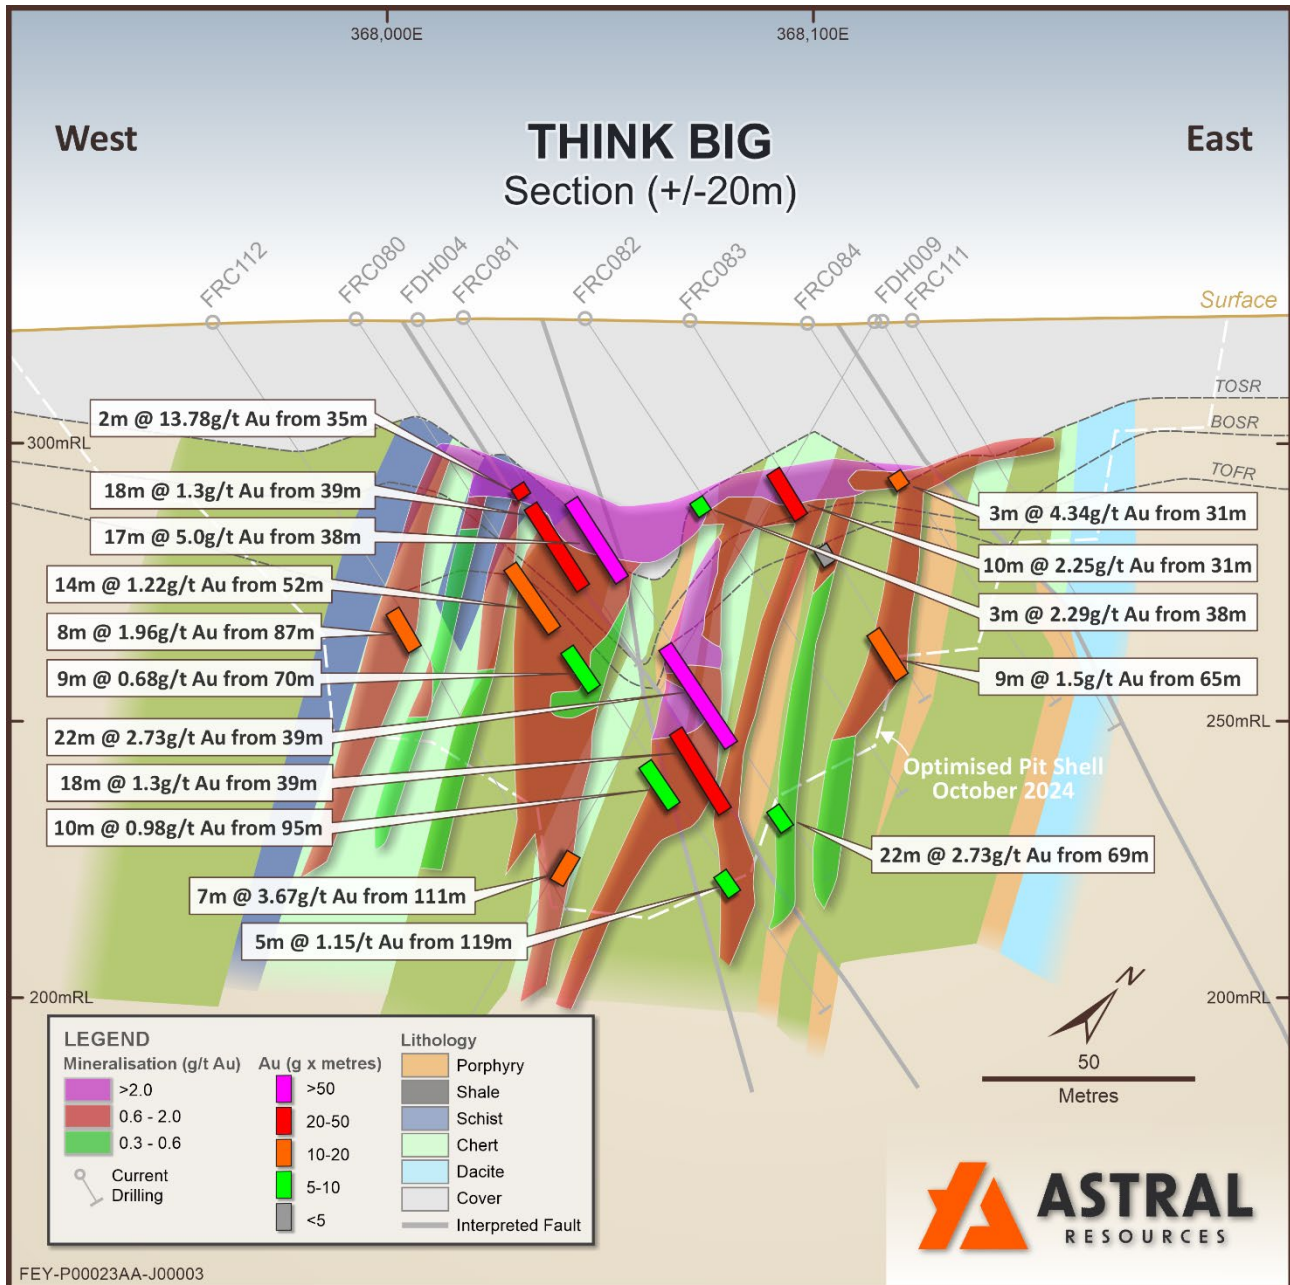 368,000E
368,100E
West
THINK BIG
East
Section (+/-20m)
FRC112
FRC080
FDH004
FRC081
FRC082
FRC083
FRC084
FDH009
FRC111
Surface
TOSR
BOSR
TOFR
300mRL
2m @ 13.78g/t Au from 35m
18m @ 1.3g/t Au from 39m
17m @ 5.0g/t Au from 38m
14m @ 1.22g/t Au from 52m
8m @ 1.96g/t Au from 87m
9m @ 0.68g/t Au from 70m
22m @ 2.73g/t Au from 39m
18m @ 1.3g/t Au from 39m
10m @ 0.98g/t Au from 95m
7m @ 3.67g/t Au from 111m
5m @ 1.15/t Au from 119m
3m @ 4.34g/t Au from 31m
10m @ 2.25g/t Au from 31m
3m @ 2.29g/t Au from 38m
9m @ 1.5g/t Au from 65m
250mRL
Optimised Pit Shell
October 2024
22m @ 2.73g/t Au from 69m
200mRL
200mRL
N
50
Metres
LEGEND
Mineralisation (g/t Au)
>2.0
0.6 - 2.0
0.3 - 0.6
Current
Drilling
Au (g x metres)
>50
20-50
10-20
5-10
<5
Lithology
Porphyry
Shale
Schist
Chert
Dacite
Cover
Interpreted Fault
ASTRAL
RESOURCES
FEY-P00023AA-J00003